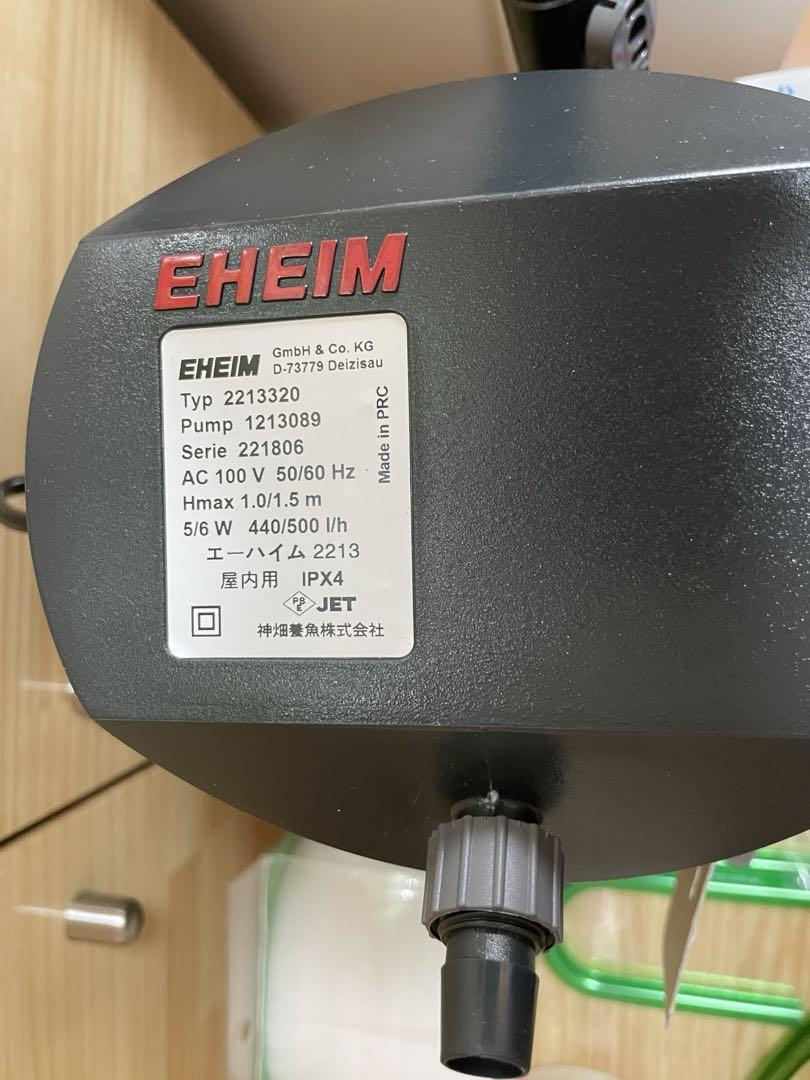 EHEIM
EHEIM GmbH & Co. KG
D-73779 Deizisau
Typ 2213320
Pump 1213089
Serie 221806
AC 100 V 50/60 Hz
Hmax 1.0/1.5 m
5/6 W 440/500 l/h
エーハイム 2213
屋内用 IPX4
PS E JET
神畑養魚株式会社
Made in PRC